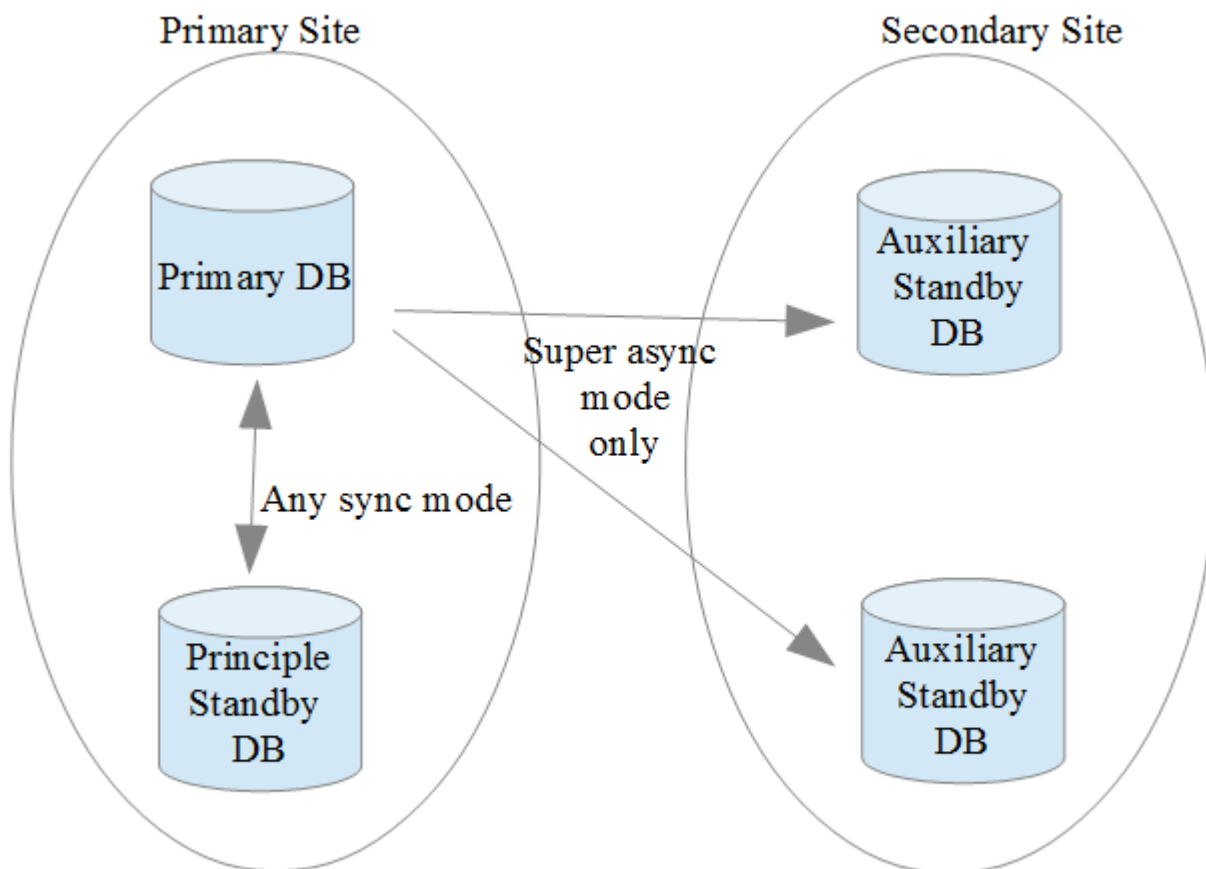 Primary Site
Secondary Site
Primary DB
Auxiliary
Standby
DB
Super async
mode
only
Any sync mode
Principle
Standby
DB
Auxiliary
Standby
DB